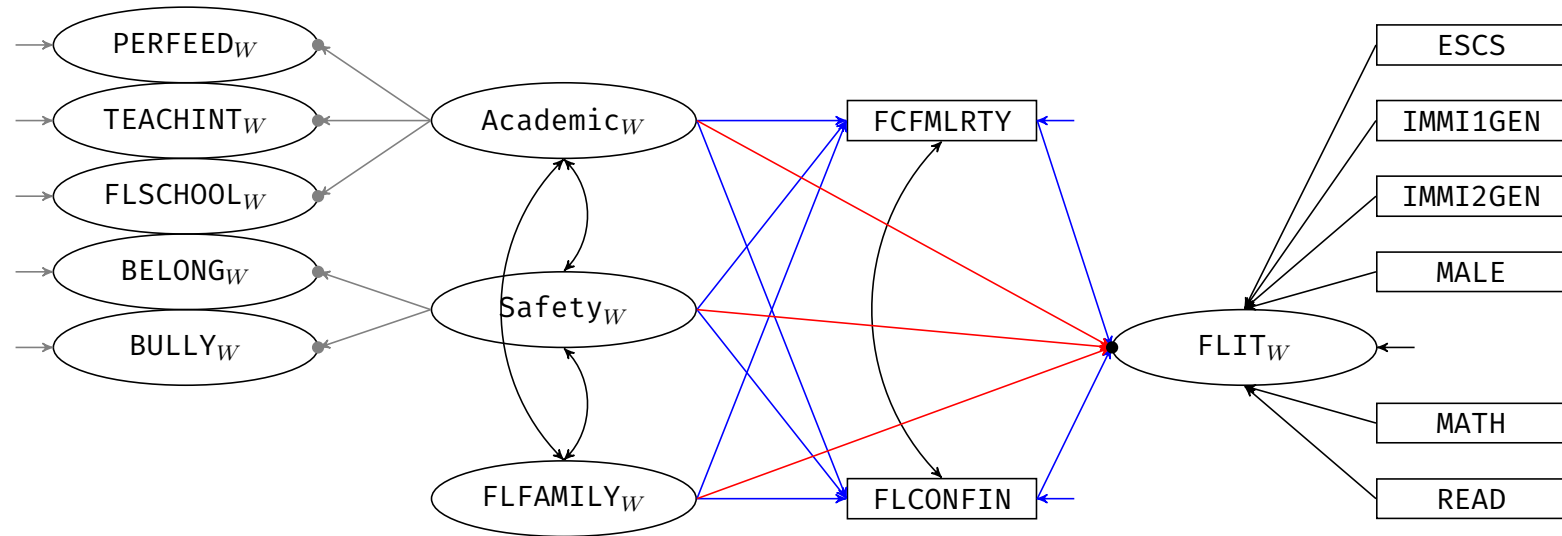 PERFEED_W
TEACHINT_W
FLSCHOOL_W
BELONG_W
BULLY_W
Academic_W
Safety_W
FLFAMILY_W
FCFMLRTY
FLCONFIN
FLIT_W
ESCS
IMMI1GEN
IMMI2GEN
MALE
MATH
READ